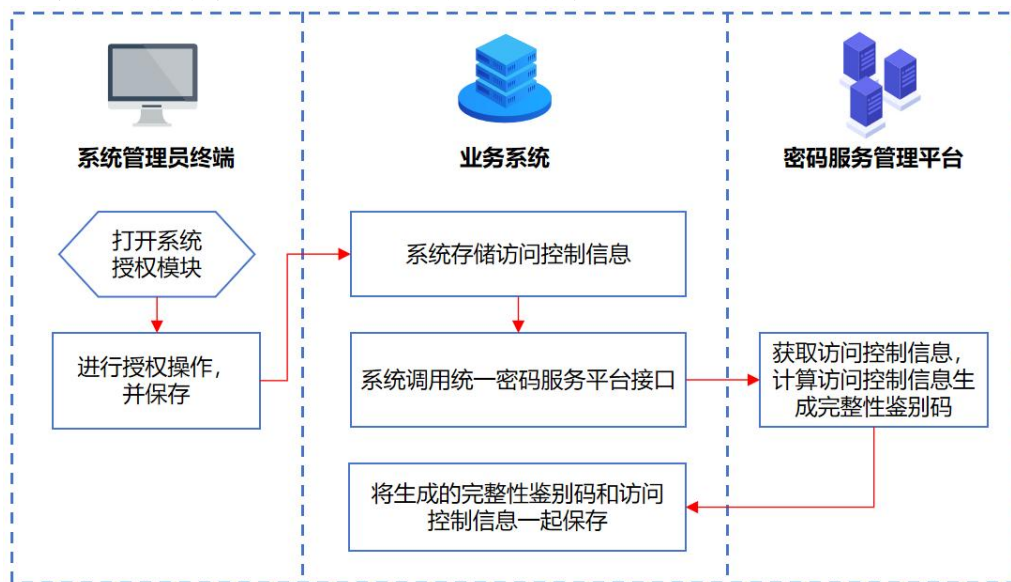 系统管理员终端
业务系统
密码服务管理平台
打开系统
授权模块
系统存储访问控制信息
进行授权操作，
并保存
系统调用统一密码服务平台接口
获取访问控制信息，
计算访问控制信息生
成完整性鉴别码
将生成的完整性鉴别码和访问
控制信息一起保存